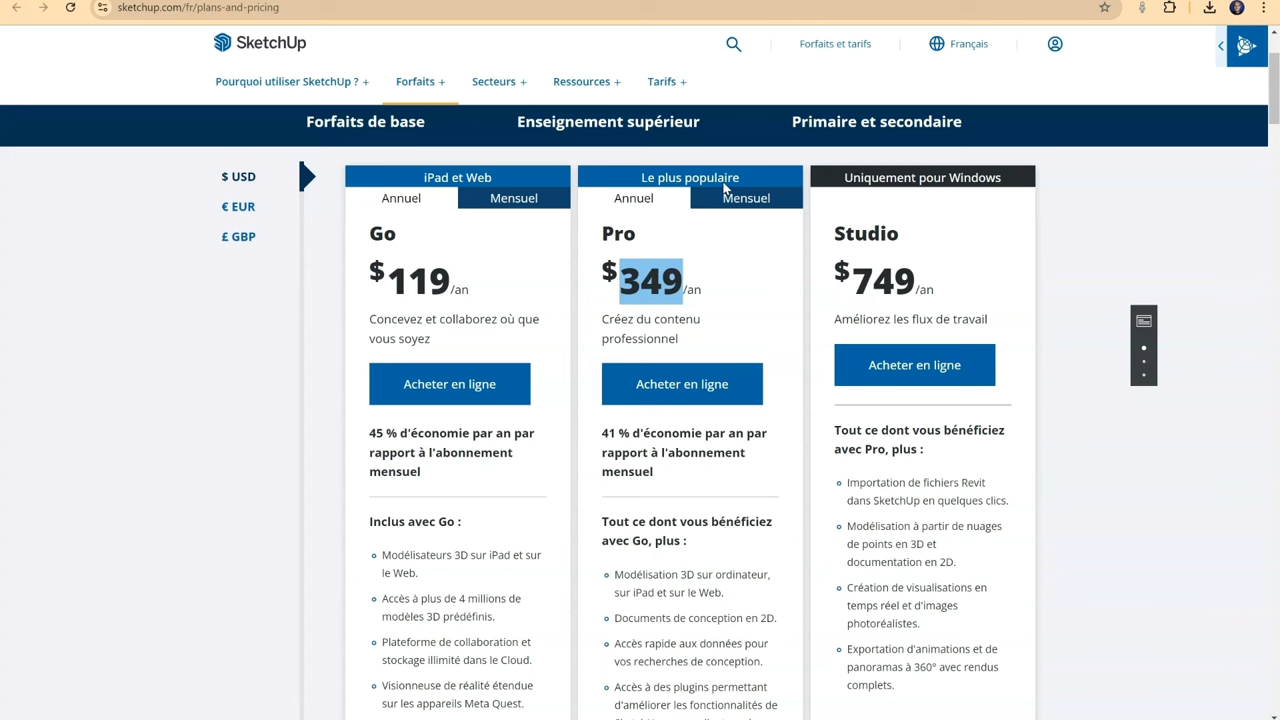 sketchup.com/fr/plans-and-pricing
SketchUp
Forfaits et tarifs
Français
Pourquoi utiliser SketchUp ? +
Forfaits +
Secteurs +
Ressources +
Tarifs +
Forfaits de base
Enseignement supérieur
Primaire et secondaire
$ USD
€ EUR
£ GBP
iPad et Web
Annuel
Mensuel
Go
$119/an
Concevez et collaborez où que
vous soyez
Acheter en ligne
45 % d'économie par an par
rapport à l'abonnement
mensuel
Inclus avec Go :
Modélisateurs 3D sur iPad et sur
le Web.
Accès à plus de 4 millions de
modèles 3D prédéfinis.
Plateforme de collaboration et
stockage illimité dans le Cloud.
Visionneuse de réalité étendue
sur les appareils Meta Quest.
Le plus populaire
Annuel
Mensuel
Pro
$349/an
Créez du contenu
professionnel
Acheter en ligne
41 % d'économie par an par
rapport à l'abonnement
mensuel
Tout ce dont vous bénéficiez
avec Go, plus :
Modélisation 3D sur ordinateur,
sur iPad et sur le Web.
Documents de conception en 2D.
Accès rapide aux données pour
vos recherches de conception.
Accès à des plugins permettant
d'améliorer les fonctionnalités de
Uniquement pour Windows
Studio
$749/an
Améliorez les flux de travail
Acheter en ligne
Tout ce dont vous bénéficiez
avec Pro, plus :
Importation de fichiers Revit
dans SketchUp en quelques clics.
Modélisation à partir de nuages
de points en 3D et
documentation en 2D.
Création de visualisations en
temps réel et d'images
photoréalistes.
Exportation d'animations et de
panoramas à 360° avec rendus
complets.